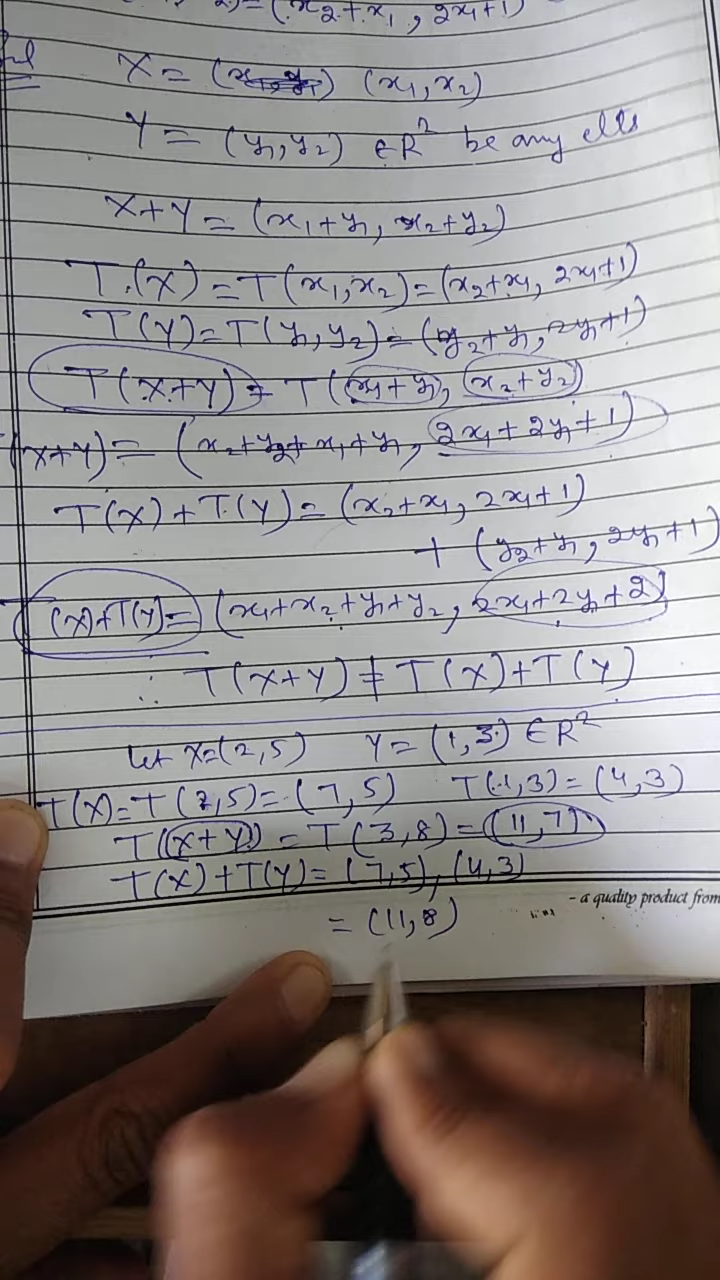 = (x₂+x₁, 2x₁+1)
X = (x₁, x₂)
Y = (y₁, y₂) ∈ R² be any
X+Y = (x₁+y₁, x₂+y₂)
T(X) = T(x₁, x₂) = (x₂+x₁, 2x₁+1)
T(Y) = T(y₁, y₂) = (y₂+y₁, 2y₁+1)
T(X+Y) = T(x₁+y₁, x₂+y₂)
(X+Y) = (x₂+y₂+x₁+y₁, 2x₁+2y₁+1)
T(X)+T(Y) = (x₂+x₁, 2x₁+1)
+ (y₂+y₁, 2y₁+1)
(X)+T(Y) = (x₁+x₂+y₁+y₂, 2x₁+2y₁+2)
∴ T(X+Y) ≠ T(X)+T(Y)
let X=(2,5) Y=(1,3) ∈ R²
T(X)=T(2,5)=(7,5) T(1,3)=(4,3)
T(X+Y) = T(3,8) = (11,7)
T(X)+T(Y) = (7,5), (4,3)
- a quality product from
= (11,8)